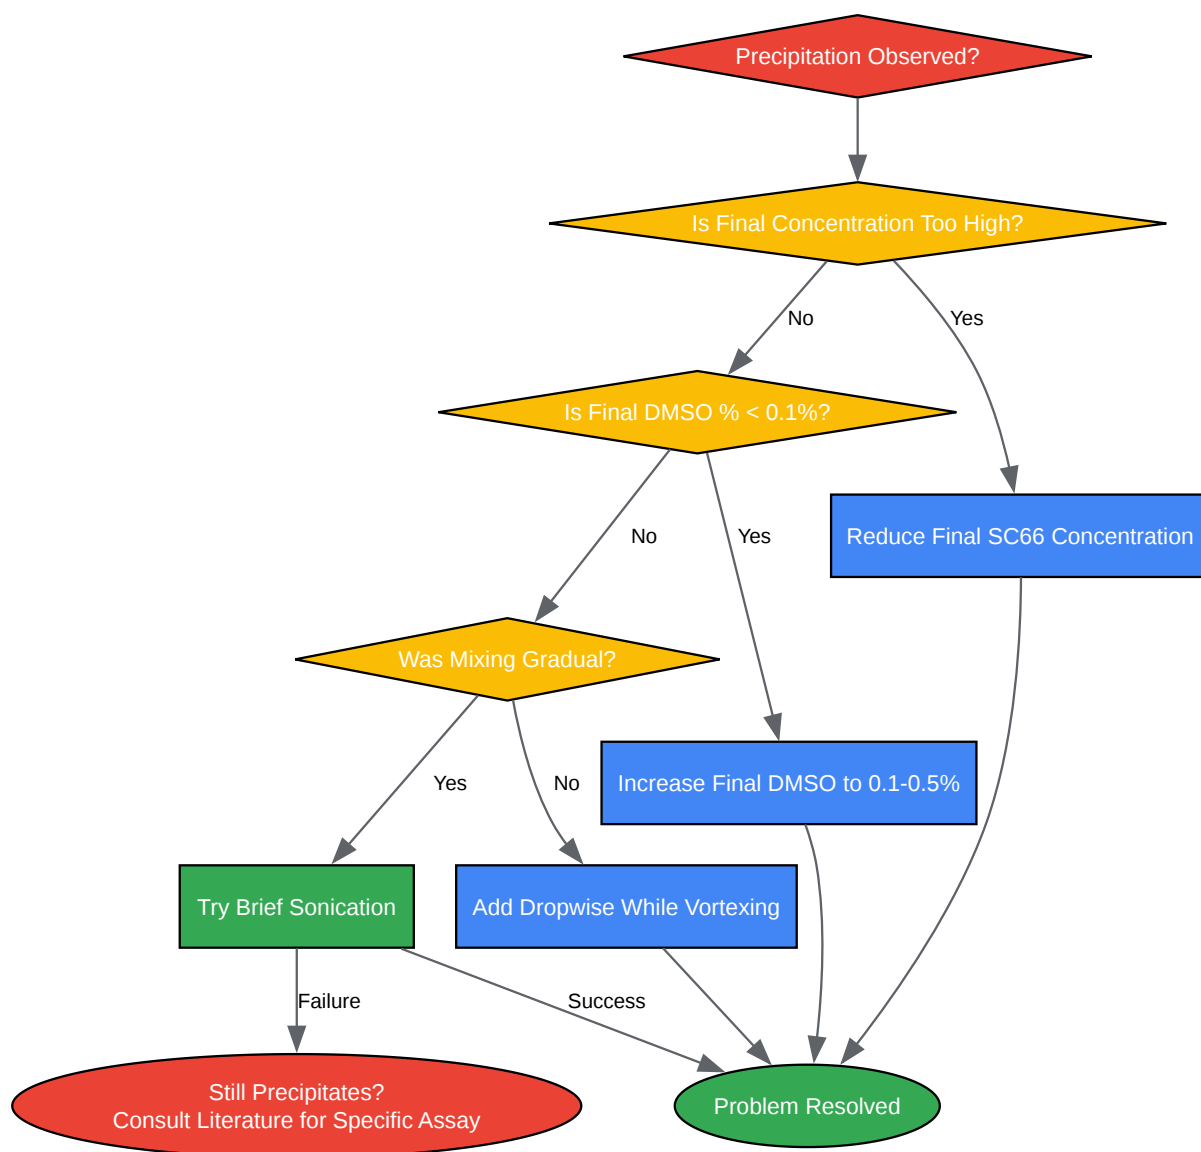 Precipitation Observed?
Is Final Concentration Too High?
No
Yes
Is Final DMSO % < 0.1%?
No
Yes
Reduce Final SC66 Concentration
Was Mixing Gradual?
Yes
No
Increase Final DMSO to 0.1-0.5%
Try Brief Sonication
Add Dropwise While Vortexing
Failure
Success
Still Precipitates?
Consult Literature for Specific Assay
Problem Resolved